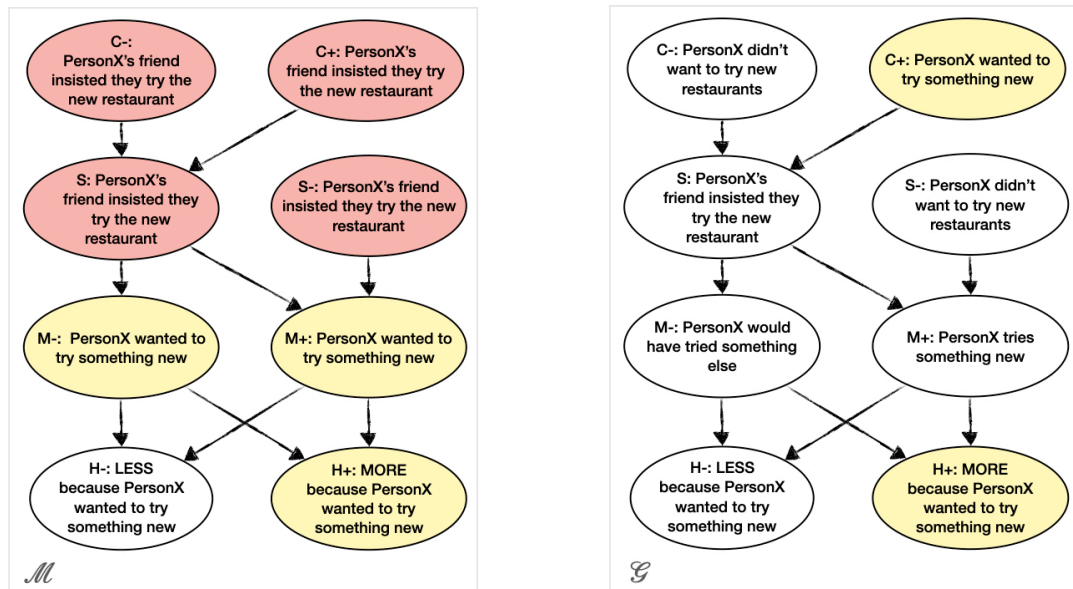 C-:
PersonX's friend
insisted they try the
new restaurant
C+: PersonX's
friend insisted they try
the new restaurant
S: PersonX's
friend insisted they
try the new
restaurant
S-: PersonX's friend
insisted they try the new
restaurant
M-: PersonX wanted to
try something new
M+: PersonX wanted to
try something new
H-: LESS
because PersonX
wanted to try
something new
H+: MORE
because PersonX
wanted to try
something new
ℳ
C-: PersonX didn't
want to try new
restaurants
C+: PersonX wanted to
try something new
S: PersonX's
friend insisted they
try the new
restaurant
S-: PersonX didn't
want to try new
restaurants
M-: PersonX would
have tried something
else
M+: PersonX tries
something new
H-: LESS
because PersonX
wanted to try
something new
H+: MORE
because PersonX
wanted to try
something new
𝒢